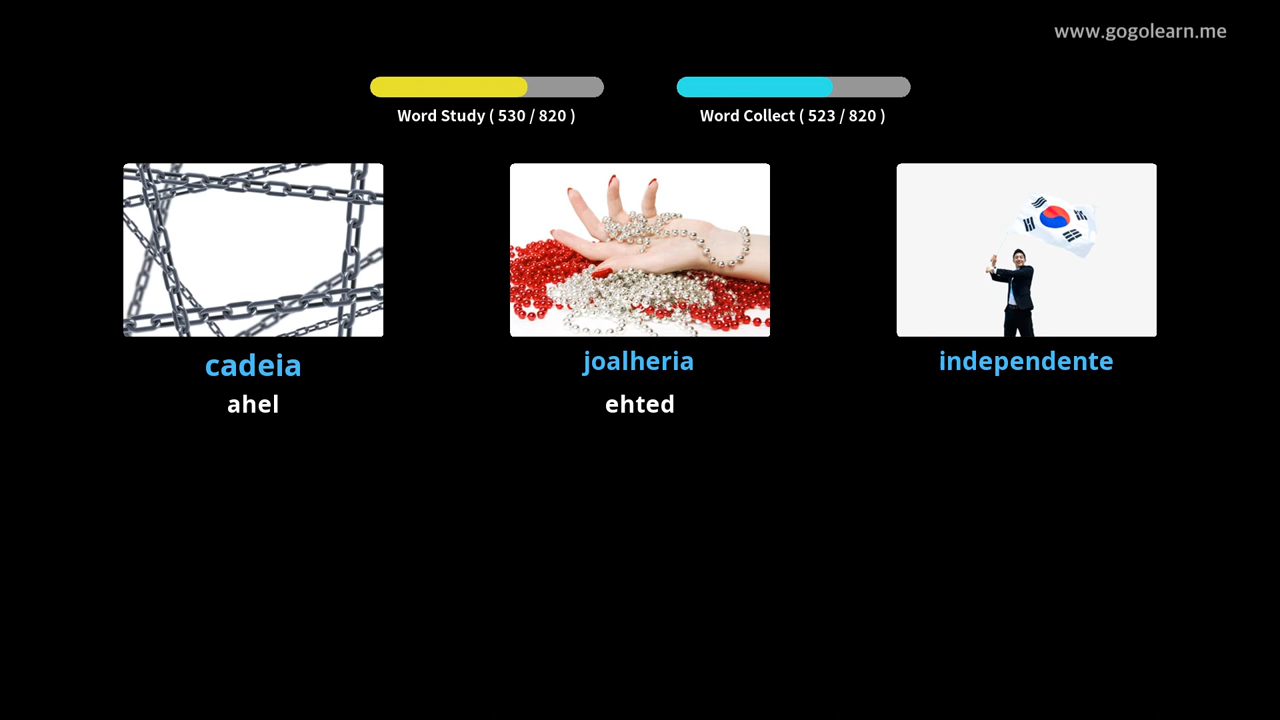 www.gogolearn.me
Word Study ( 530 / 820 )
Word Collect ( 523 / 820 )
cadeia
ahel
joalheria
ehted
independente